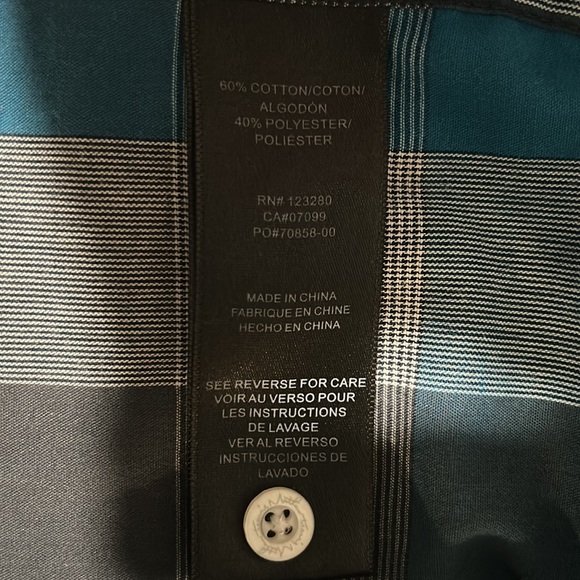 60% COTTON/COTON/
ALGODÓN
40% POLYESTER/
POLIÉSTER
RN# 123280
CA#07099
PO#70858-00
MADE IN CHINA
FABRIQUE EN CHINE
HECHO EN CHINA
SEE REVERSE FOR CARE
VOIR AU VERSO POUR
LES INSTRUCTIONS
DE LAVAGE
VER AL REVERSO
INSTRUCCIONES DE
LAVADO